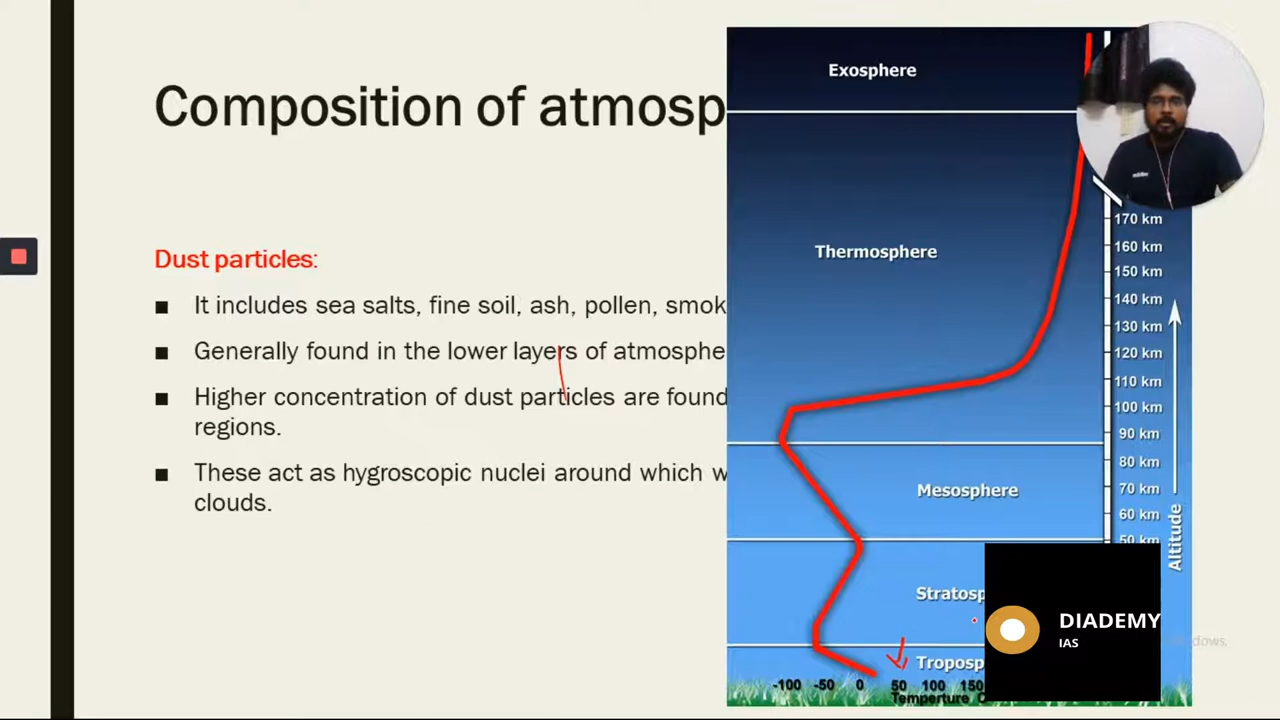 Composition of atmosp
Dust particles:
It includes sea salts, fine soil, ash, pollen, smok
Generally found in the lower layers of atmosphe
Higher concentration of dust particles are found
regions.
These act as hygroscopic nuclei around which w
clouds.
Exosphere
Thermosphere
Mesosphere
Stratosp
Troposp
170 km
160 km
150 km
140 km
130 km
120 km
110 km
100 km
90 km
80 km
70 km
60 km
50 km
Altitude
-100 -50 0 50 100 150
Temperture
DIADEMY
IAS